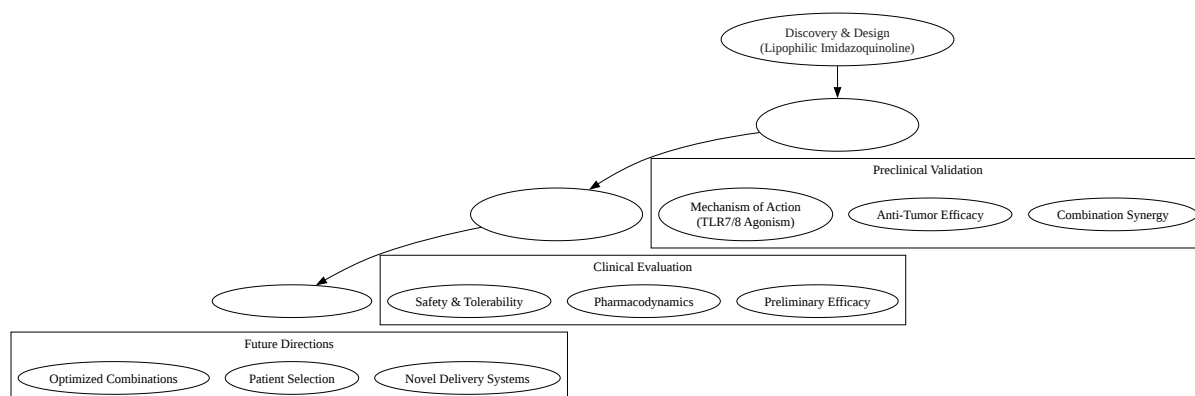 Discovery & Design
(Lipophilic Imidazoquinoline)
Preclinical Validation
Mechanism of Action
(TLR7/8 Agonism)
Anti-Tumor Efficacy
Combination Synergy
Clinical Evaluation
Safety & Tolerability
Pharmacodynamics
Preliminary Efficacy
Future Directions
Optimized Combinations
Patient Selection
Novel Delivery Systems